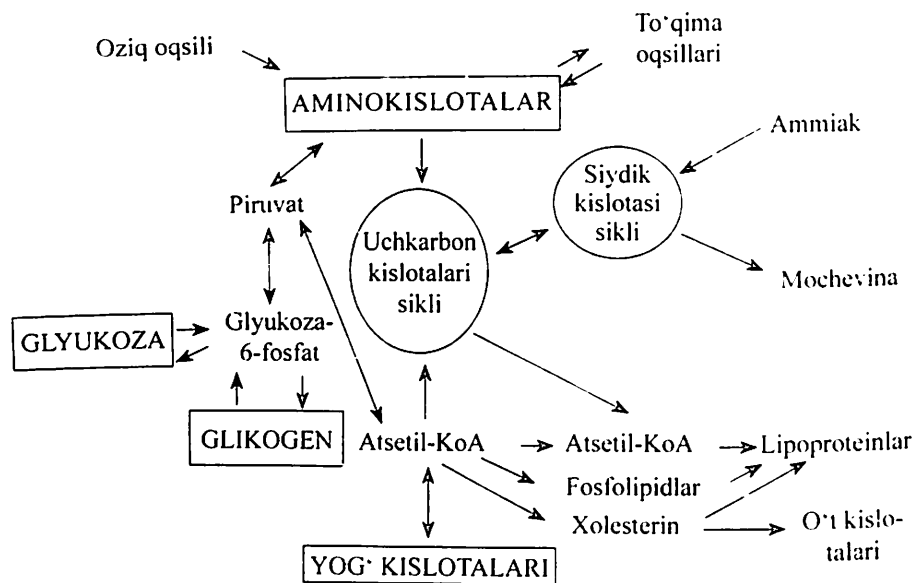 Oziq oqsili
To‘qima
oqsillari
AMINOKISLOTALAR
Ammiak
Siydik
kislotasi
sikli
Piruvat
Uchkarbon
kislotalari
sikli
Mochevina
GLYUKOZA
Glyukoza-
6-fosfat
GLIKOGEN
Atsetil-KoA
Atsetil-KoA
Lipoproteinlar
Fosfolipidlar
Xolesterin
O‘t kislo-
talari
YOG‘ KISLOTALARI